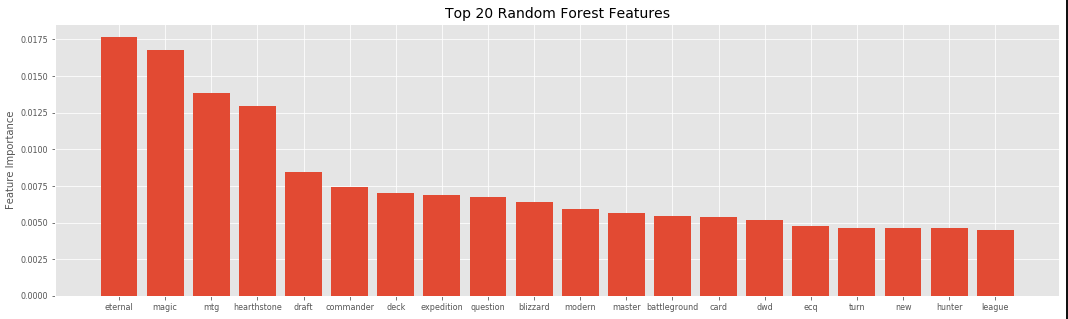 Top 20 Random Forest Features
Feature Importance
0.0175
0.0150
0.0125
0.0100
0.0075
0.0050
0.0025
0.0000
eternal magic mtg hearthstone draft commander deck expedition question blizzard modern master battleground card dwd ecq turn new hunter league